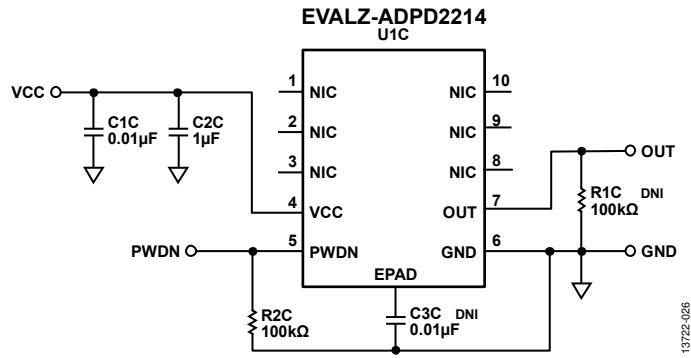 EVALZ-ADPD2214
U1C
VCC
C1C
0.01µF
C2C
1µF
1 NIC
2 NIC
3 NIC
4 VCC
5 PWDN
NIC 10
NIC 9
NIC 8
OUT 7
GND 6
EPAD
PWDN
R2C
100kΩ
C3C DNI
0.01µF
OUT
R1C DNI
100kΩ
GND
13722-026